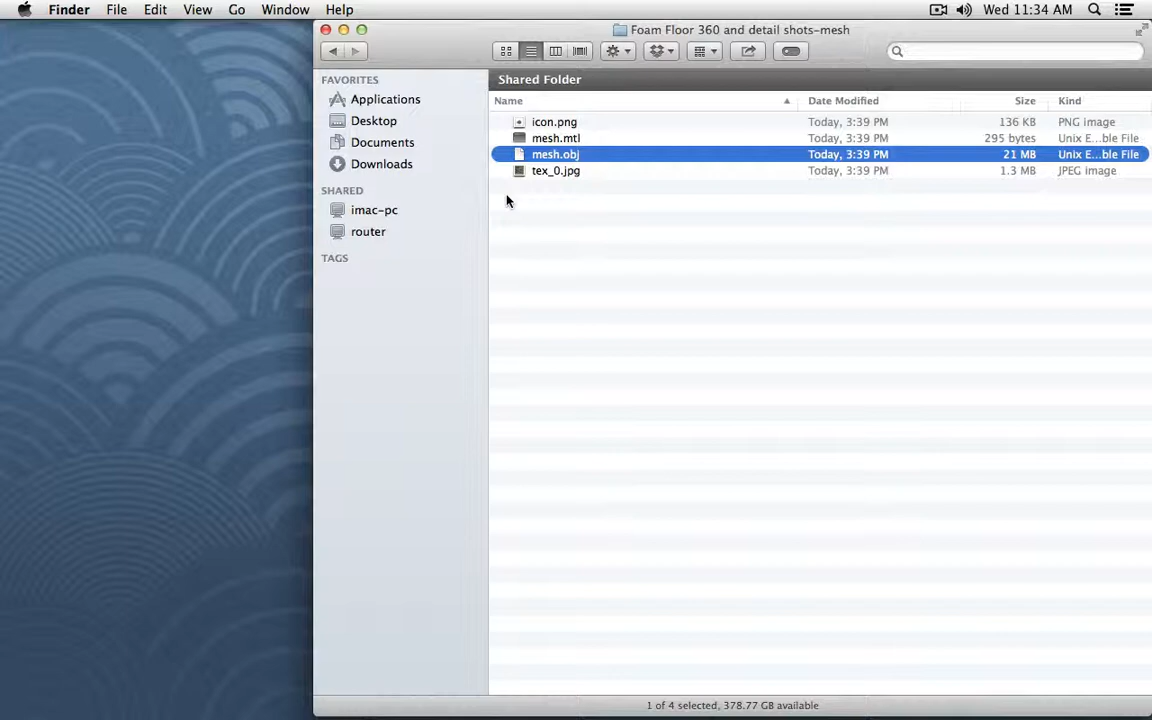 Finder File Edit View Go Window Help Wed 11:34 AM
Foam Floor 360 and detail shots-mesh
FAVORITES
Applications
Desktop
Documents
Downloads
SHARED
imac-pc
router
TAGS
Shared Folder
Name Date Modified Size Kind
icon.png Today, 3:39 PM 136 KB PNG image
mesh.mtl Today, 3:39 PM 295 bytes Unix E...ble File
mesh.obj Today, 3:39 PM 21 MB Unix E...ble File
tex_0.jpg Today, 3:39 PM 1.3 MB JPEG image
1 of 4 selected, 378.77 GB available